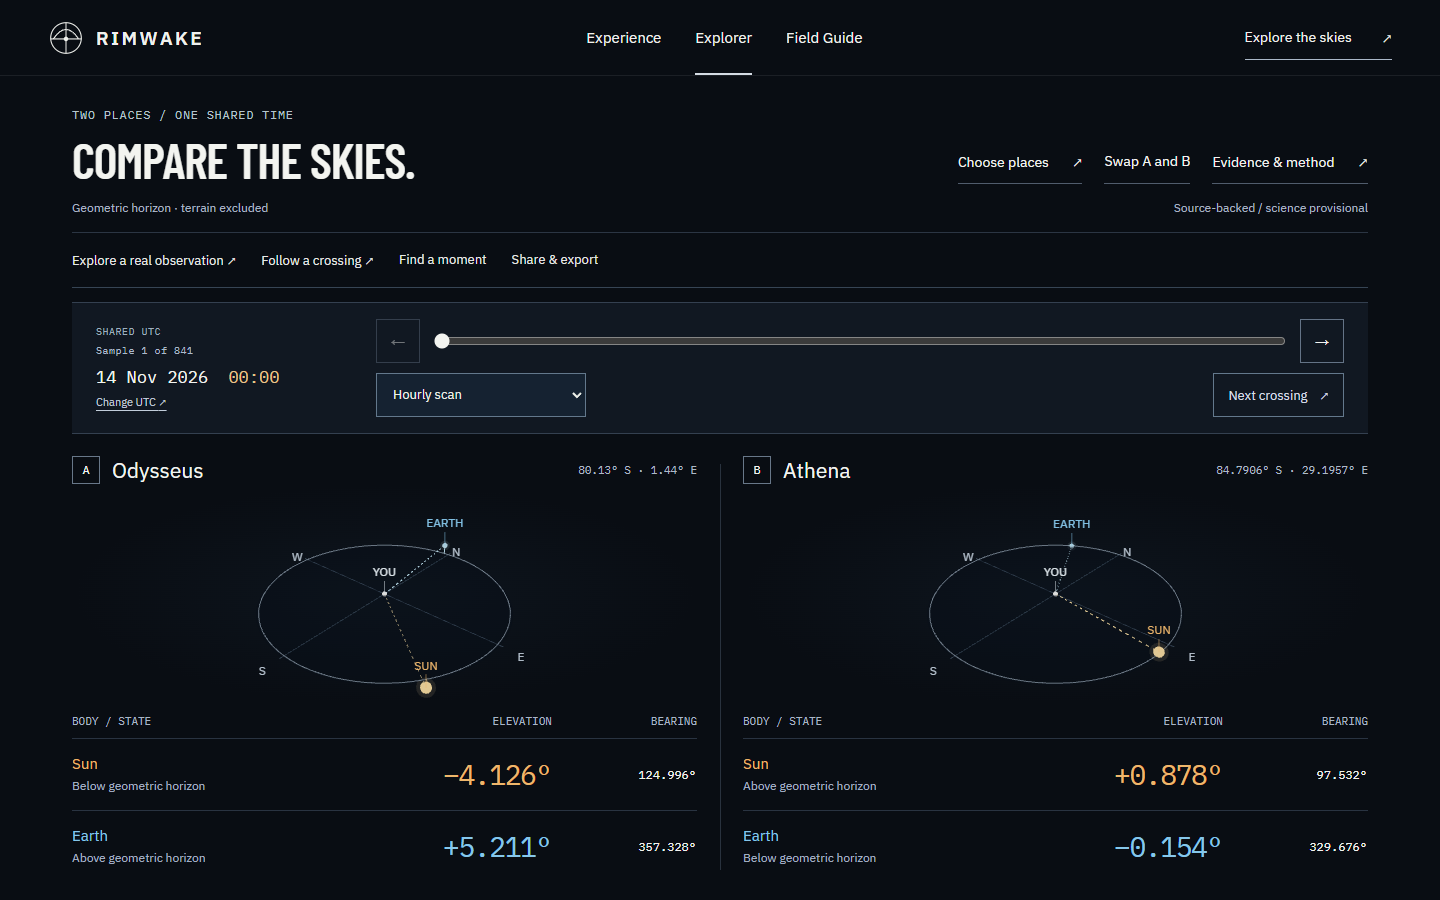 RIMWAKE
Experience
Explorer
Field Guide
Explore the skies ↗
TWO PLACES / ONE SHARED TIME
COMPARE THE SKIES.
Choose places ↗
Swap A and B
Evidence & method ↗
Geometric horizon · terrain excluded
Source-backed / science provisional
Explore a real observation ↗
Follow a crossing ↗
Find a moment
Share & export
SHARED UTC
Sample 1 of 841
14 Nov 2026 00:00
Change UTC ↗
←
→
Hourly scan
Next crossing ↗
A Odysseus
80.13° S · 1.44° E
EARTH
W
N
YOU
SUN
S
E
BODY / STATE ELEVATION BEARING
Sun
Below geometric horizon
−4.126° 124.996°
Earth
Above geometric horizon
+5.211° 357.328°
B Athena
84.7906° S · 29.1957° E
EARTH
W
N
YOU
SUN
S
E
BODY / STATE ELEVATION BEARING
Sun
Above geometric horizon
+0.878° 97.532°
Earth
Below geometric horizon
−0.154° 329.676°